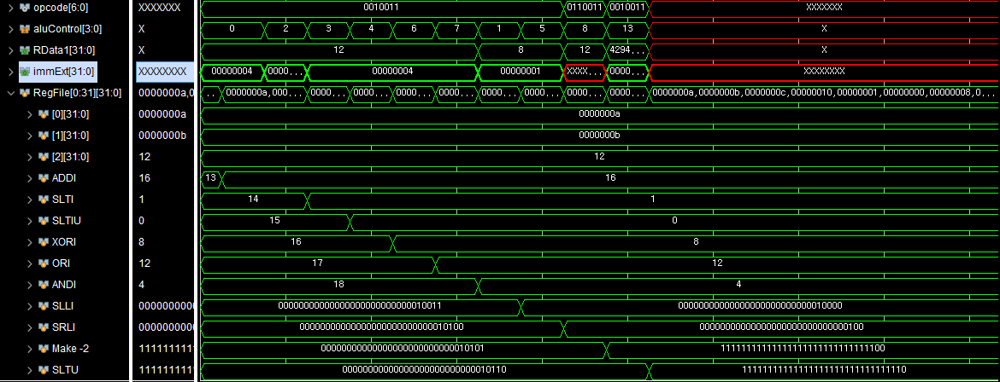 opcode[6:0] XXXXXXX 0010011 0110011 0010011 XXXXXXX
aluControl[3:0] X 0 2 3 4 6 7 1 5 8 13 X
RData1[31:0] X 12 8 12 4294... X
immExt[31:0] XXXXXXXX 00000004 0000... 00000004 00000001 XXXX... 0000... XXXXXXXX
RegFile[0:31][31:0] 0000000a,0 ... 0000000a,000... 0000... 0000... 0000... 0000... 0000... 0000... 0000... 0000... 0000000a,0000000b,0000000c,00000010,00000001,00000000,00000008,0...
[0][31:0] 0000000a 0000000a
[1][31:0] 0000000b 0000000b
[2][31:0] 12 12
ADDI 16 13 16
SLTI 1 14 1
SLTIU 0 15 0
XORI 8 16 8
ORI 12 17 12
ANDI 4 18 4
SLLI 0000000000 00000000000000000000000000010011 00000000000000000000000000010000
SRLI 0000000000 00000000000000000000000000010100 00000000000000000000000000000100
Make -2 1111111111 00000000000000000000000000010101 11111111111111111111111111111100
SLTU 1111111111 00000000000000000000000000010110 11111111111111111111111111111110